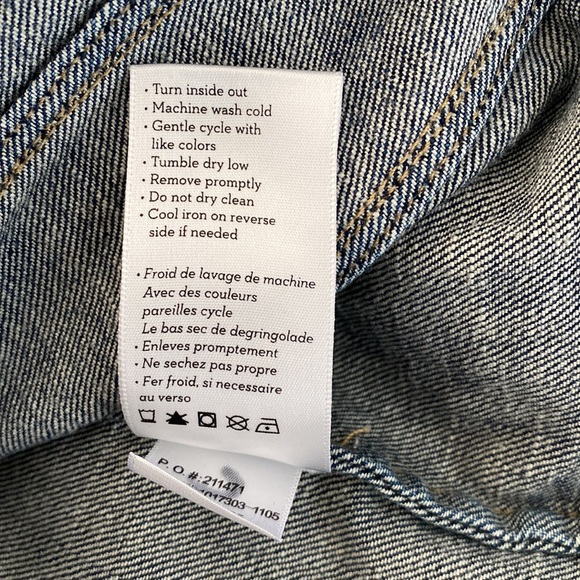 · Turn inside out
· Machine wash cold
· Gentle cycle with
like colors
· Tumble dry low
· Remove promptly
· Do not dry clean
· Cool iron on reverse
side if needed
· Froid de lavage de machine
Avec des couleurs
pareilles cycle
Le bas sec de degringolade
· Enleves promptement
· Ne sechez pas propre
· Fer froid, si necessaire
au verso
P.O.#:211471
1105